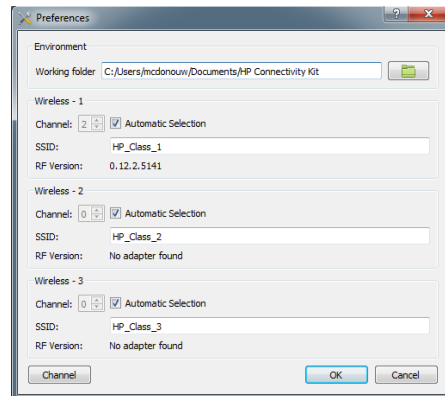 Preferences
?
X
Environment
Working folder C:/Users/mcdonouw/Documents/HP Connectivity Kit
Wireless - 1
Channel: 2 Automatic Selection
SSID: HP_Class_1
RF Version: 0.12.2.5141
Wireless - 2
Channel: 0 Automatic Selection
SSID: HP_Class_2
RF Version: No adapter found
Wireless - 3
Channel: 0 Automatic Selection
SSID: HP_Class_3
RF Version: No adapter found
Channel OK Cancel